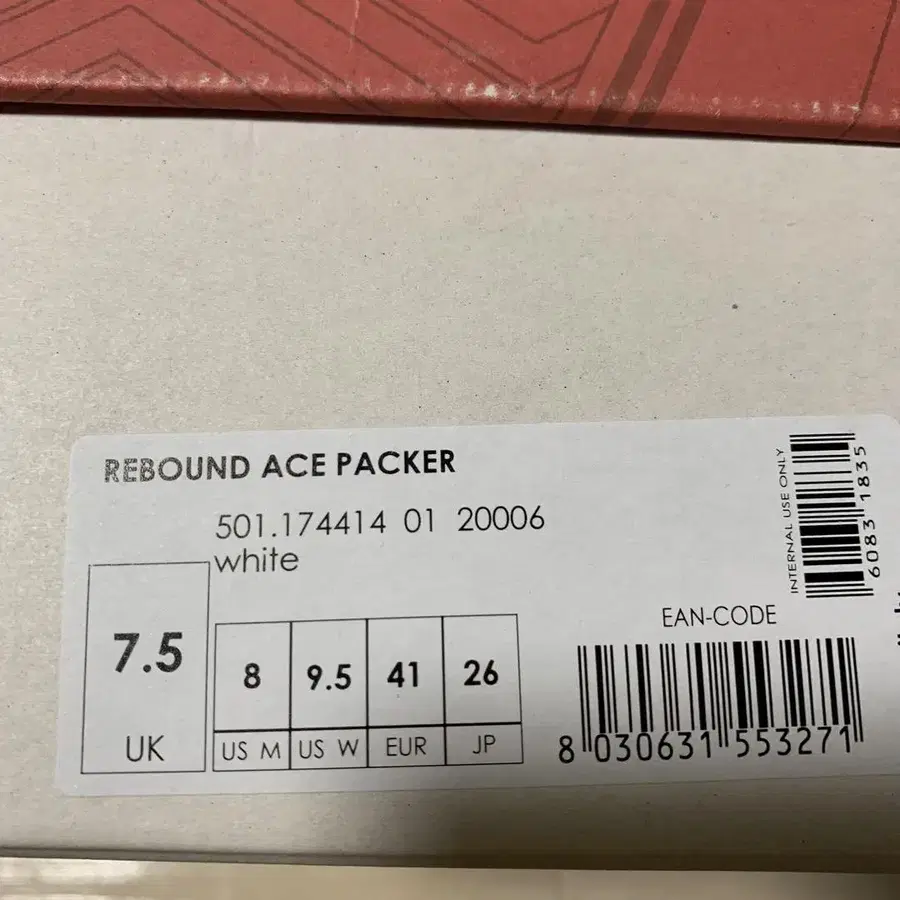 REBOUND ACE PACKER
501.174414 01 20006
white
7.5
UK
8 9.5 41 26
US M US W EUR JP
INTERNAL USE ONLY
6083 1835
EAN-CODE
8 030631 553271